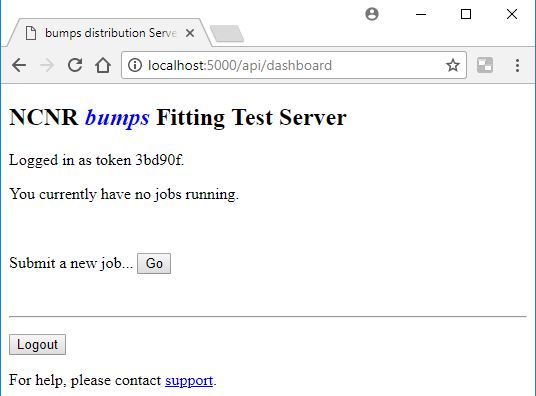 bumps distribution Serve
localhost:5000/api/dashboard
NCNR bumps Fitting Test Server
Logged in as token 3bd90f.
You currently have no jobs running.
Submit a new job... Go
Logout
For help, please contact support.